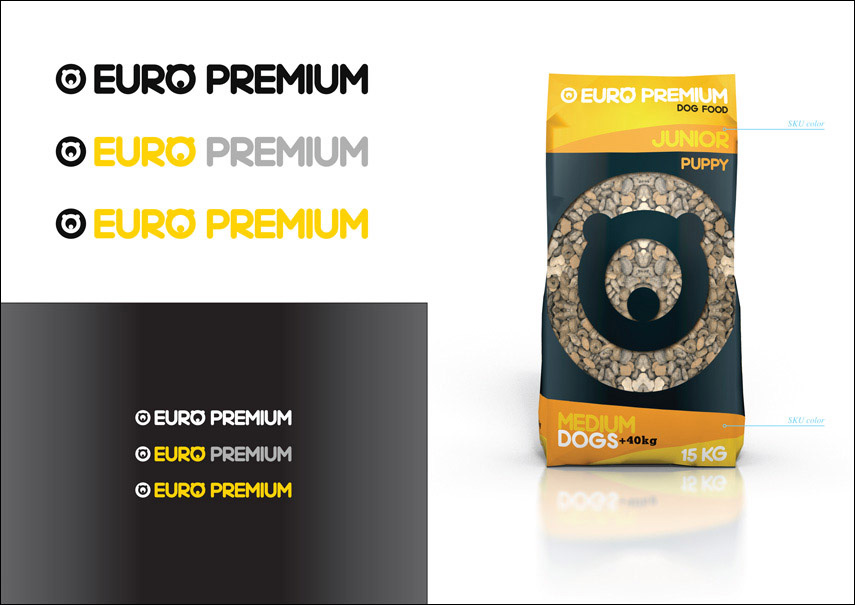 EURO PREMIUM
EURO PREMIUM
EURO PREMIUM
EURO PREMIUM
EURO PREMIUM
EURO PREMIUM
EURO PREMIUM
DOG FOOD
SKU color
JUNIOR
PUPPY
SKU color
MEDIUM
DOGS +40kg
15 KG